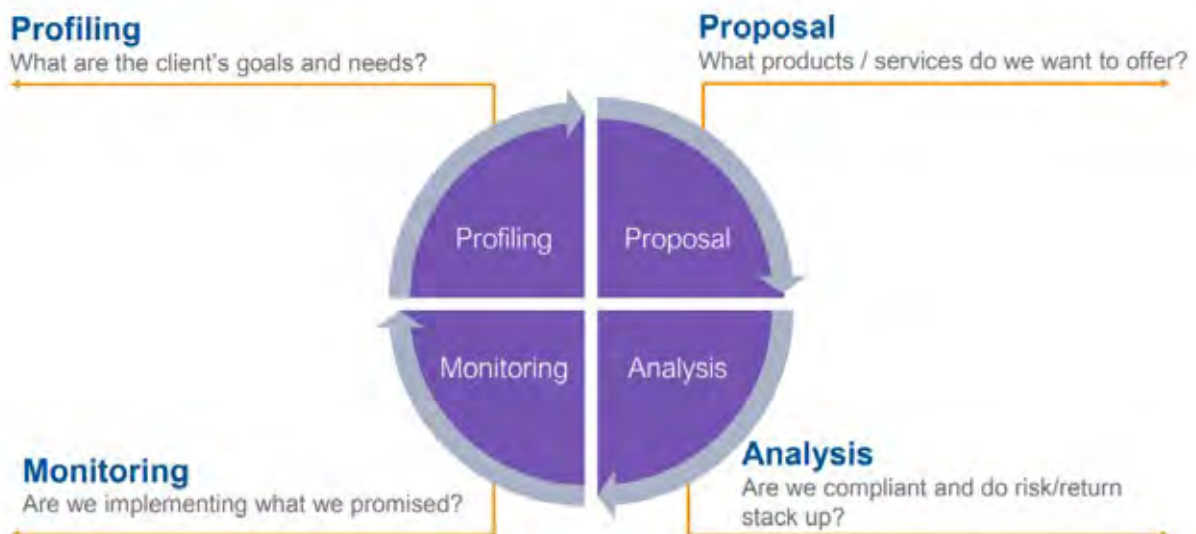 Profiling
What are the client's goals and needs?
Proposal
What products / services do we want to offer?
Profiling
Proposal
Monitoring
Analysis
Monitoring
Are we implementing what we promised?
Analysis
Are we compliant and do risk/return
stack up?